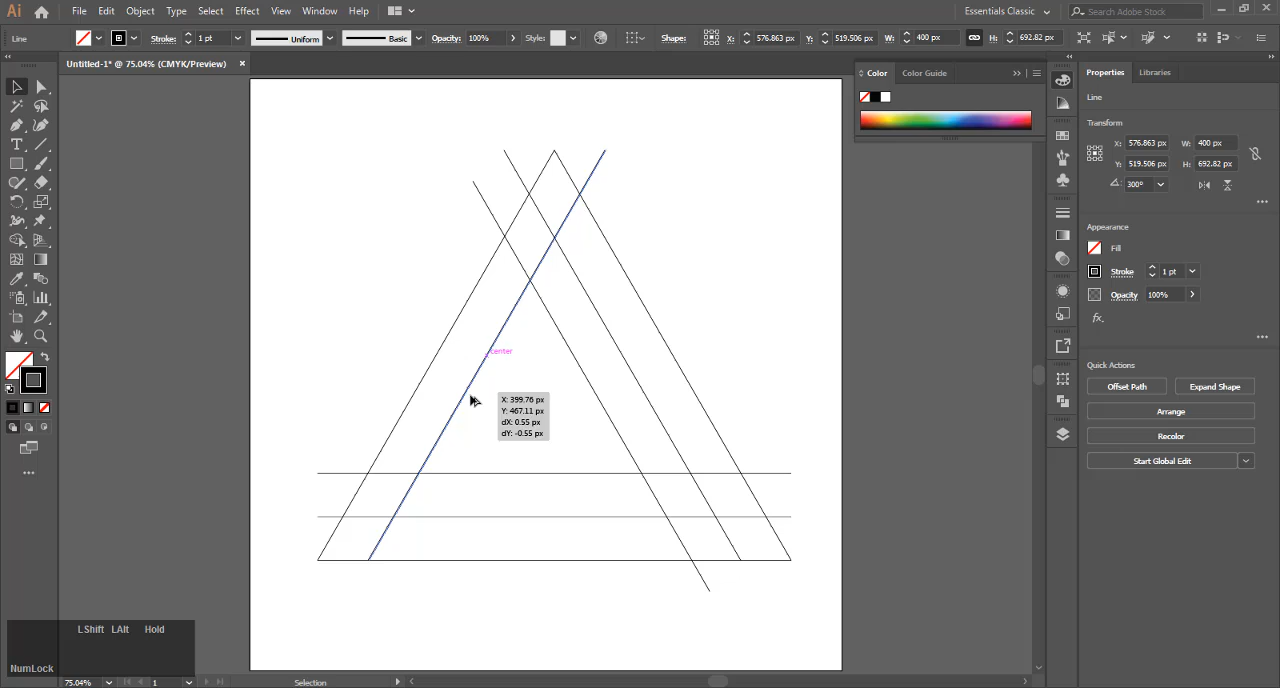 Ai File Edit Object Type Select Effect View Window Help Essentials Classic Search Adobe Stock
Line Stroke: 1 pt Uniform Basic Opacity: 100% Style: Shape: X: 576.863 px Y: 519.506 px W: 400 px H: 692.82 px
Untitled-1* @ 75.04% (CMYK/Preview) ×
Color Color Guide
Properties Libraries
Line
Transform
X: 576.863 px W: 400 px
Y: 519.506 px H: 692.82 px
300°
Appearance
Fill
Stroke 1 pt
Opacity 100%
fx.
Quick Actions
Offset Path Expand Shape
Arrange
Recolor
Start Global Edit
center
X: 399.76 px
Y: 467.11 px
dX: 0.55 px
dY: -0.55 px
LShift LAlt Hold
NumLock
75.04% 1 Selection